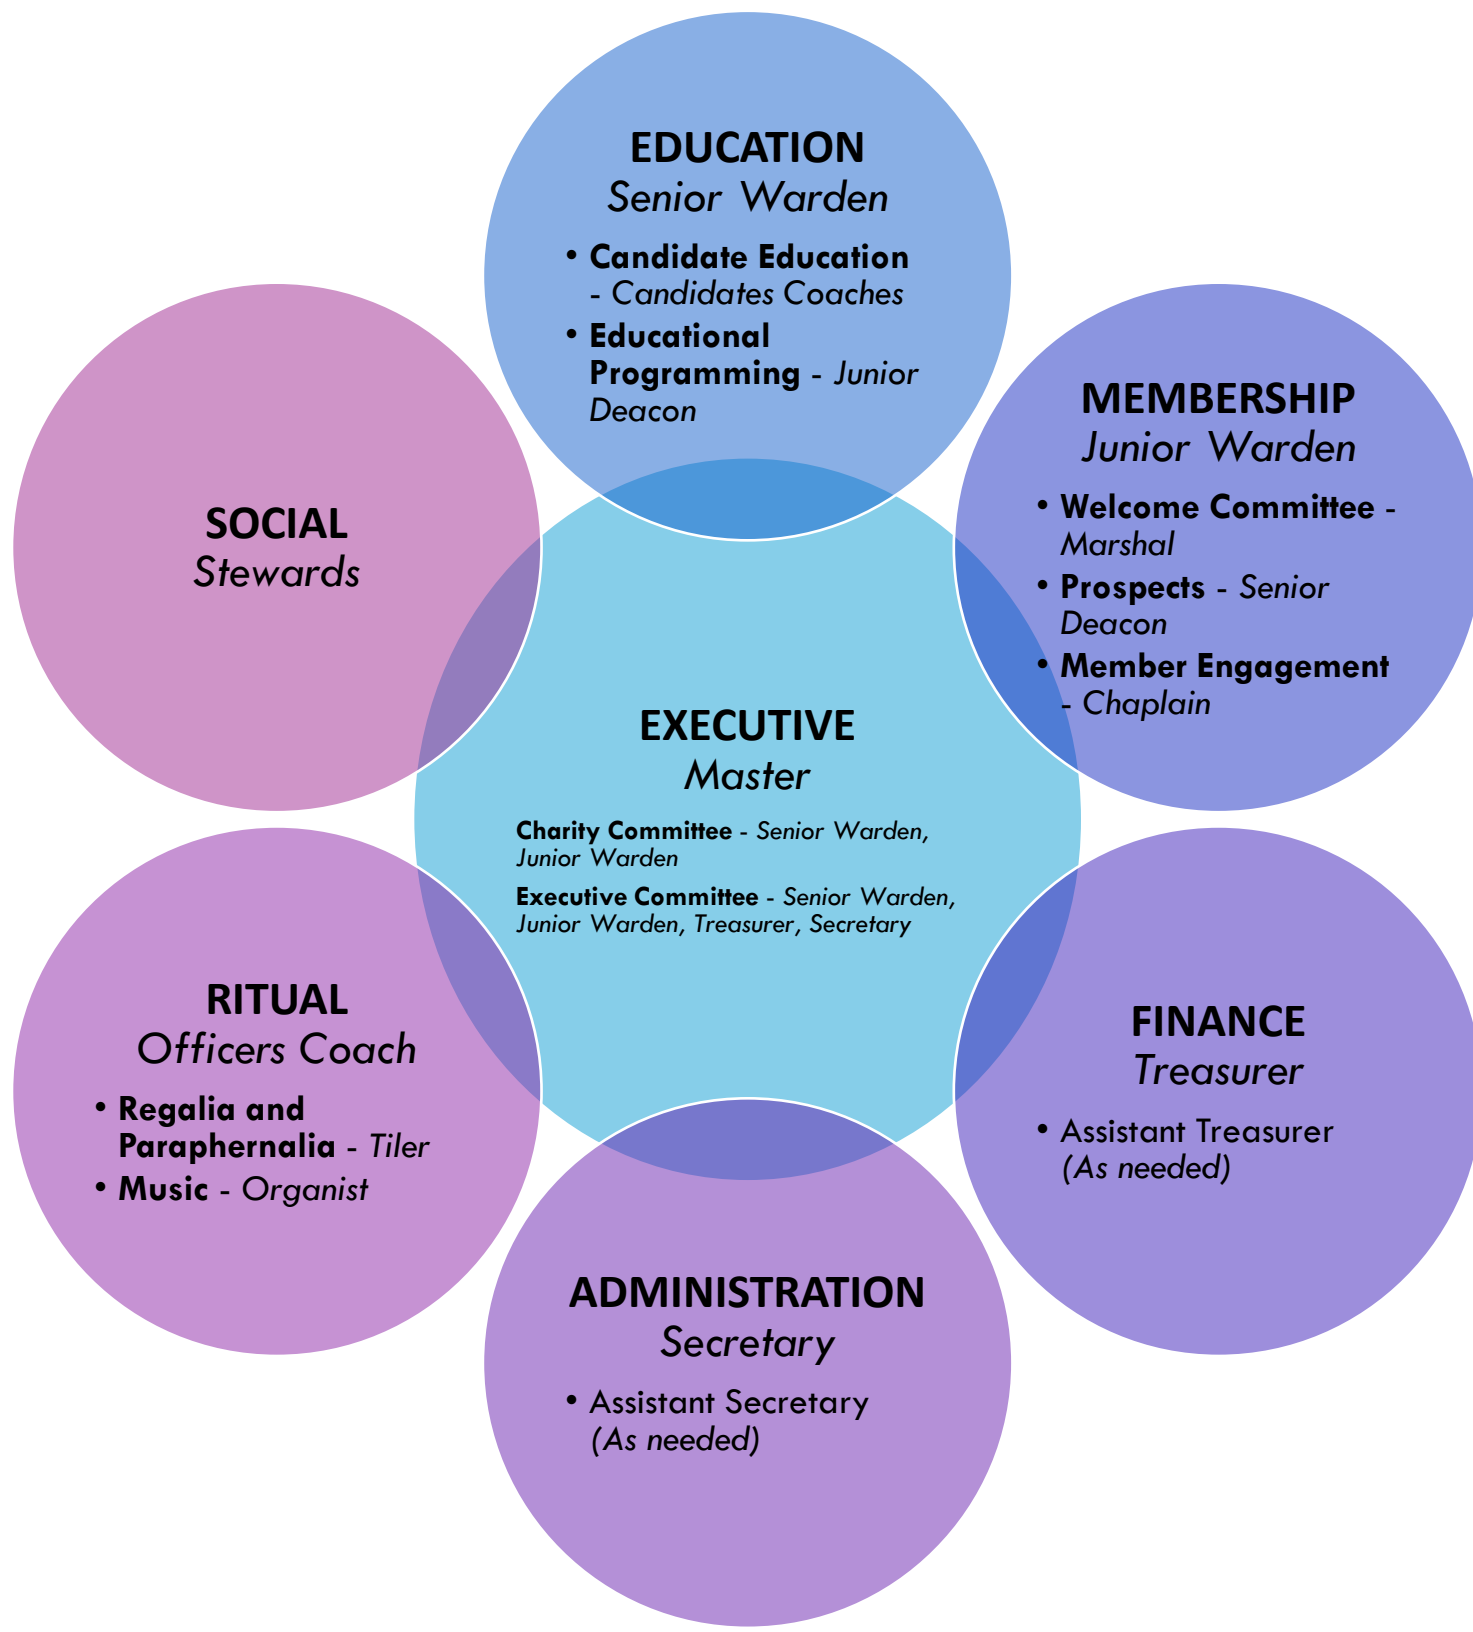 EDUCATION
Senior Warden
• Candidate Education
- Candidates Coaches
• Educational
Programming - Junior
Deacon
MEMBERSHIP
Junior Warden
• Welcome Committee -
Marshal
• Prospects - Senior
Deacon
• Member Engagement
- Chaplain
SOCIAL
Stewards
EXECUTIVE
Master
Charity Committee - Senior Warden,
Junior Warden
Executive Committee - Senior Warden,
Junior Warden, Treasurer, Secretary
RITUAL
Officers Coach
• Regalia and
Paraphernalia - Tiler
• Music - Organist
FINANCE
Treasurer
• Assistant Treasurer
(As needed)
ADMINISTRATION
Secretary
• Assistant Secretary
(As needed)